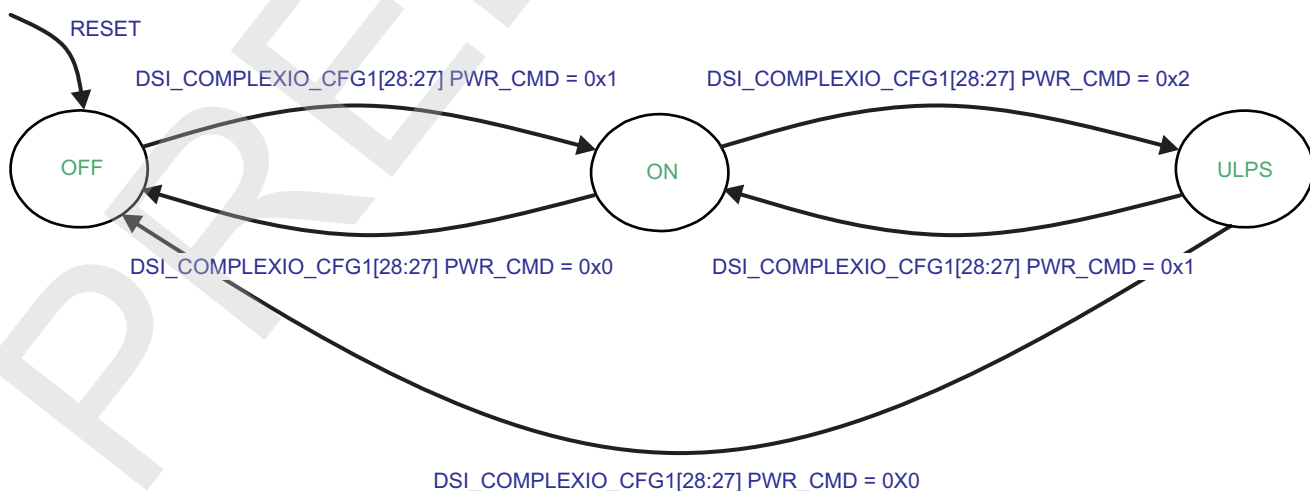 RESET
DSI_COMPLEXIO_CFG1[28:27] PWR_CMD = 0x1
DSI_COMPLEXIO_CFG1[28:27] PWR_CMD = 0x2
OFF
ON
ULPS
DSI_COMPLEXIO_CFG1[28:27] PWR_CMD = 0x0
DSI_COMPLEXIO_CFG1[28:27] PWR_CMD = 0x1
DSI_COMPLEXIO_CFG1[28:27] PWR_CMD = 0X0
PRE